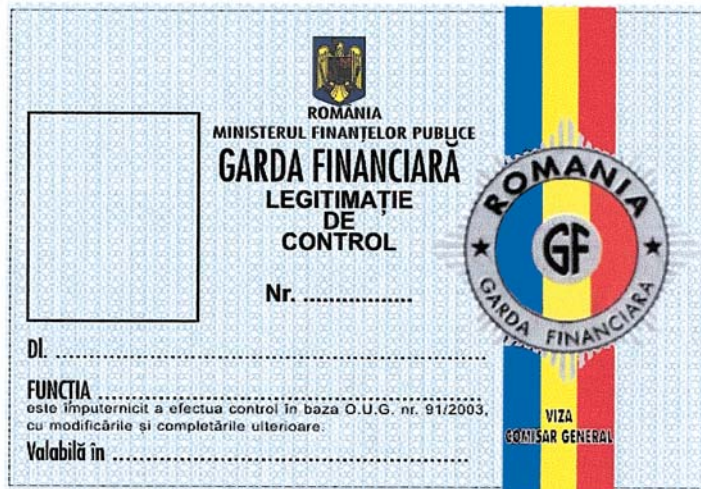 ROMÂNIA
MINISTERUL FINANȚELOR PUBLICE
GARDA FINANCIARĂ
LEGITIMAȚIE
DE
CONTROL
Nr. .................
Dl. ........................................................
FUNCȚIA ........................................................
este împuternicit a efectua control în baza O.U.G. nr. 91/2003,
cu modificările și completările ulterioare.
Valabilă în ........................................................
ROMANIA
GF
GARDA FINANCIARA
VIZA
COMISAR GENERAL